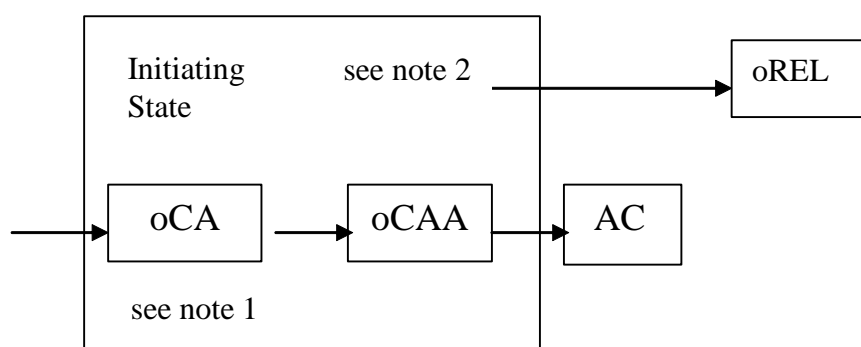 Initiating
State
see note 2
oREL
oCA
oCAA
AC
see note 1